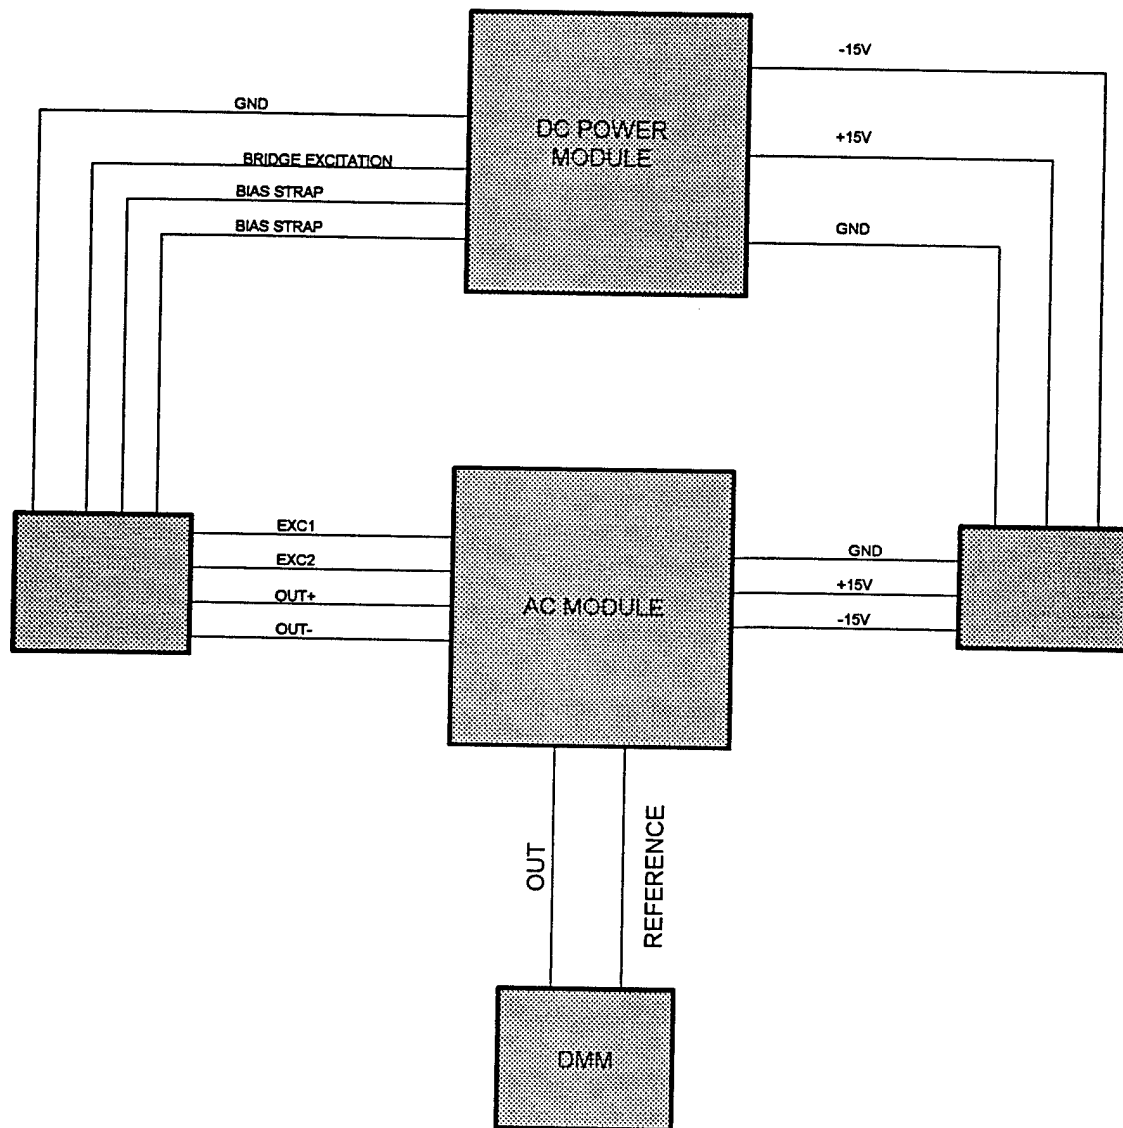 -15V
GND
DC POWER
MODULE
+15V
BRIDGE EXCITATION
BIAS STRAP
BIAS STRAP
GND
EXC1
EXC2
OUT+
OUT-
AC MODULE
GND
+15V
-15V
OUT
REFERENCE
DMM